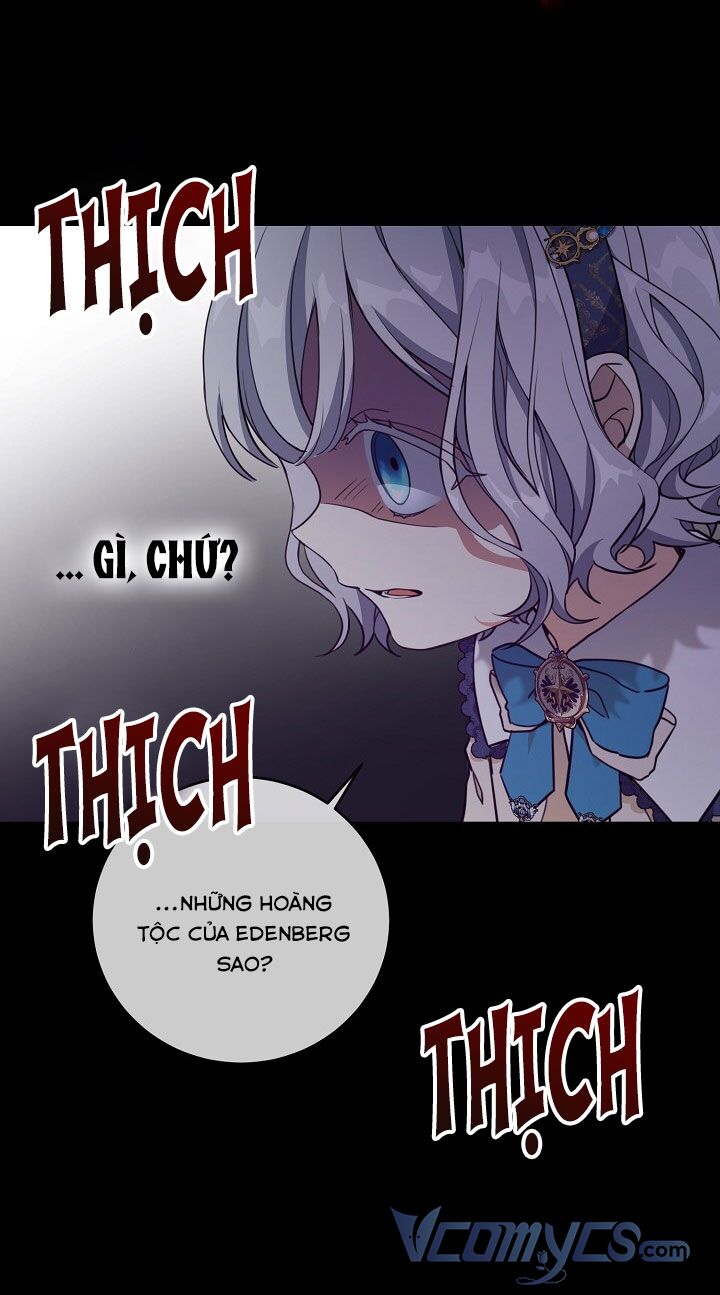 THỊCH
... GÌ, CHỨ?
THỊCH
...NHỮNG HOÀNG
TỘC CỦA EDENBERG
SAO?
THỊCH
VCOMYCS.com